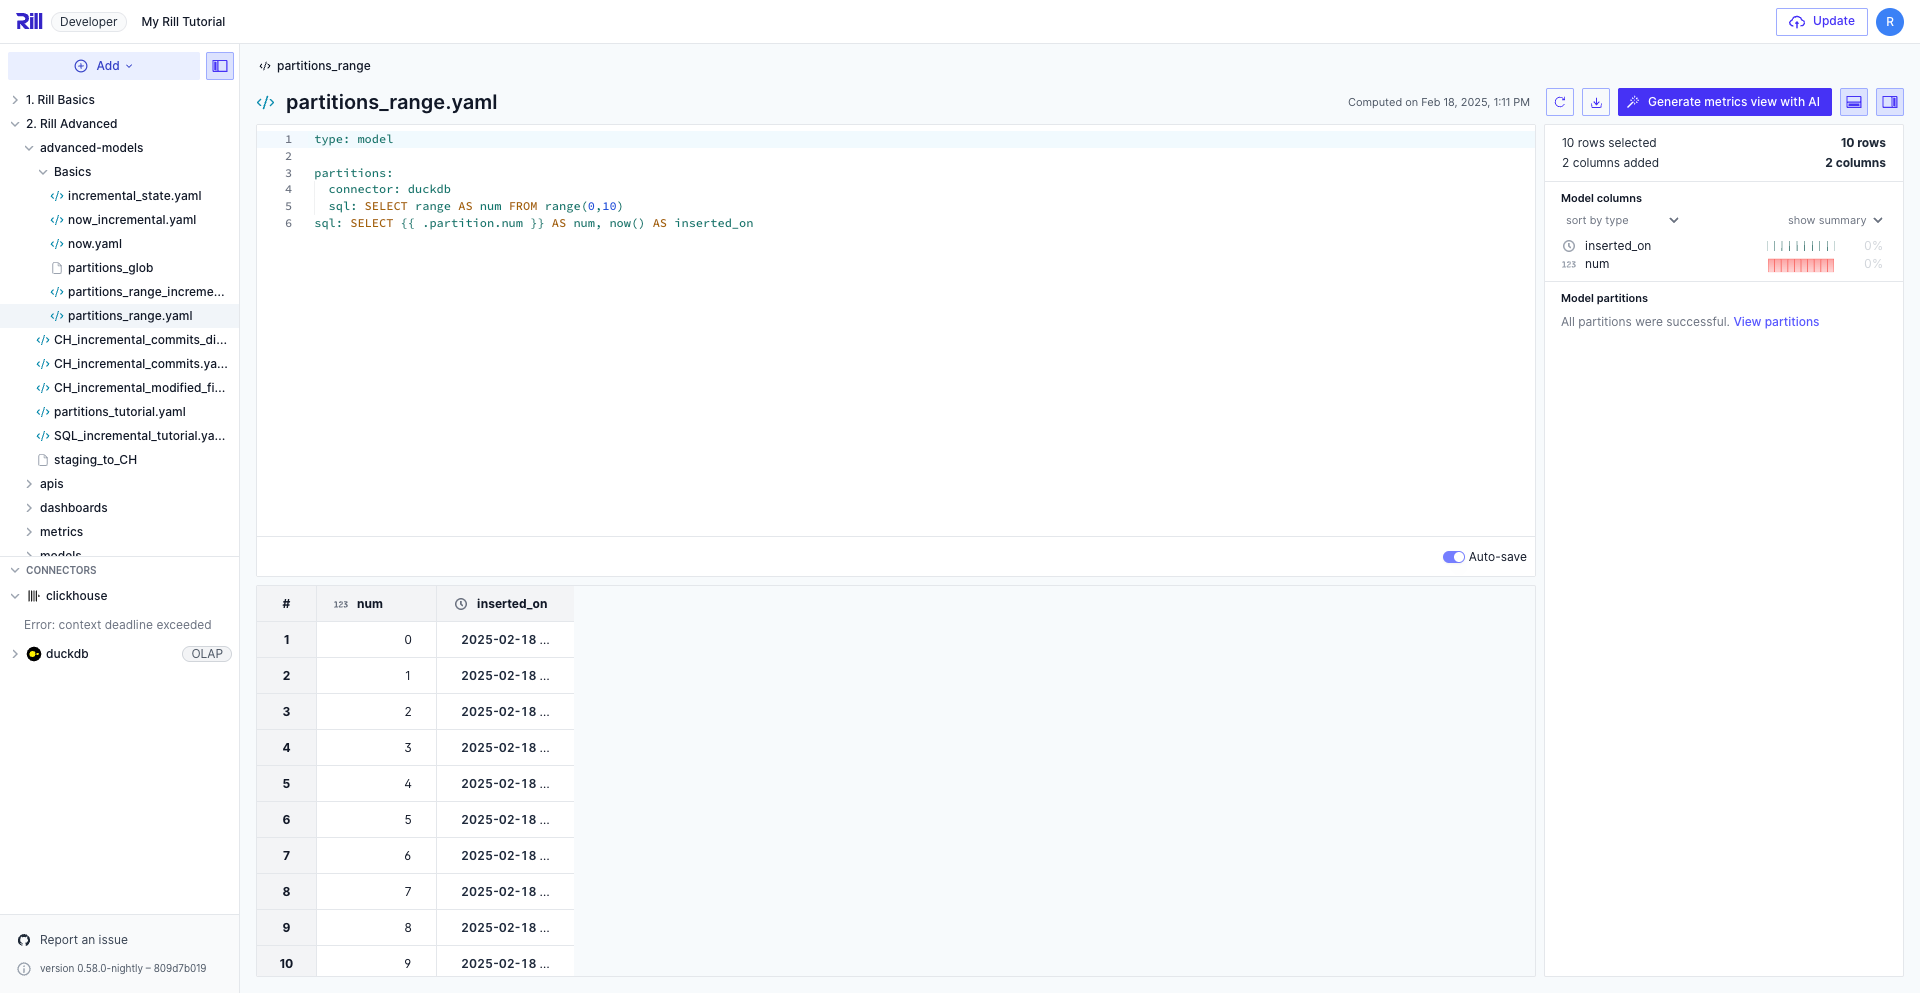 Rill Developer My Rill Tutorial Update R
Add
1. Rill Basics
2. Rill Advanced
advanced-models
Basics
incremental_state.yaml
now_incremental.yaml
now.yaml
partitions_glob
partitions_range_increme...
partitions_range.yaml
CH_incremental_commits_di...
CH_incremental_commits.ya...
CH_incremental_modified_fi...
partitions_tutorial.yaml
SQL_incremental_tutorial.ya...
staging_to_CH
apis
dashboards
metrics
models
CONNECTORS
clickhouse
Error: context deadline exceeded
duckdb OLAP
Report an issue
version 0.58.0-nightly – 809d7b019
partitions_range
partitions_range.yaml
Computed on Feb 18, 2025, 1:11 PM
Generate metrics view with AI
1 type: model
2
3 partitions:
4 connector: duckdb
5 sql: SELECT range AS num FROM range(0,10)
6 sql: SELECT {{ .partition.num }} AS num, now() AS inserted_on
Auto-save
# 123 num inserted_on
1 0 2025-02-18 ...
2 1 2025-02-18 ...
3 2 2025-02-18 ...
4 3 2025-02-18 ...
5 4 2025-02-18 ...
6 5 2025-02-18 ...
7 6 2025-02-18 ...
8 7 2025-02-18 ...
9 8 2025-02-18 ...
10 9 2025-02-18 ...
10 rows selected 10 rows
2 columns added 2 columns
Model columns
sort by type show summary
inserted_on 0%
123 num 0%
Model partitions
All partitions were successful. View partitions